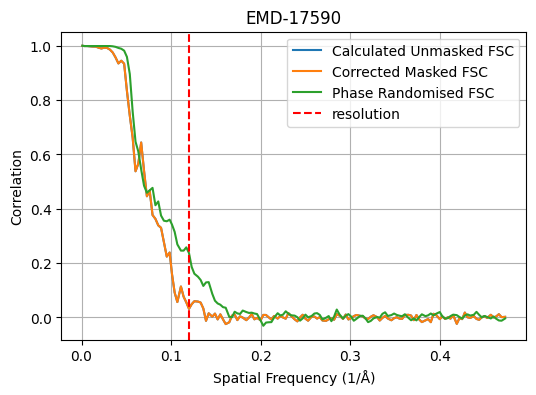 EMD-17590
Calculated Unmasked FSC
Corrected Masked FSC
Phase Randomised FSC
resolution
Correlation
1.0
0.8
0.6
0.4
0.2
0.0
0.0 0.1 0.2 0.3 0.4
Spatial Frequency (1/Å)